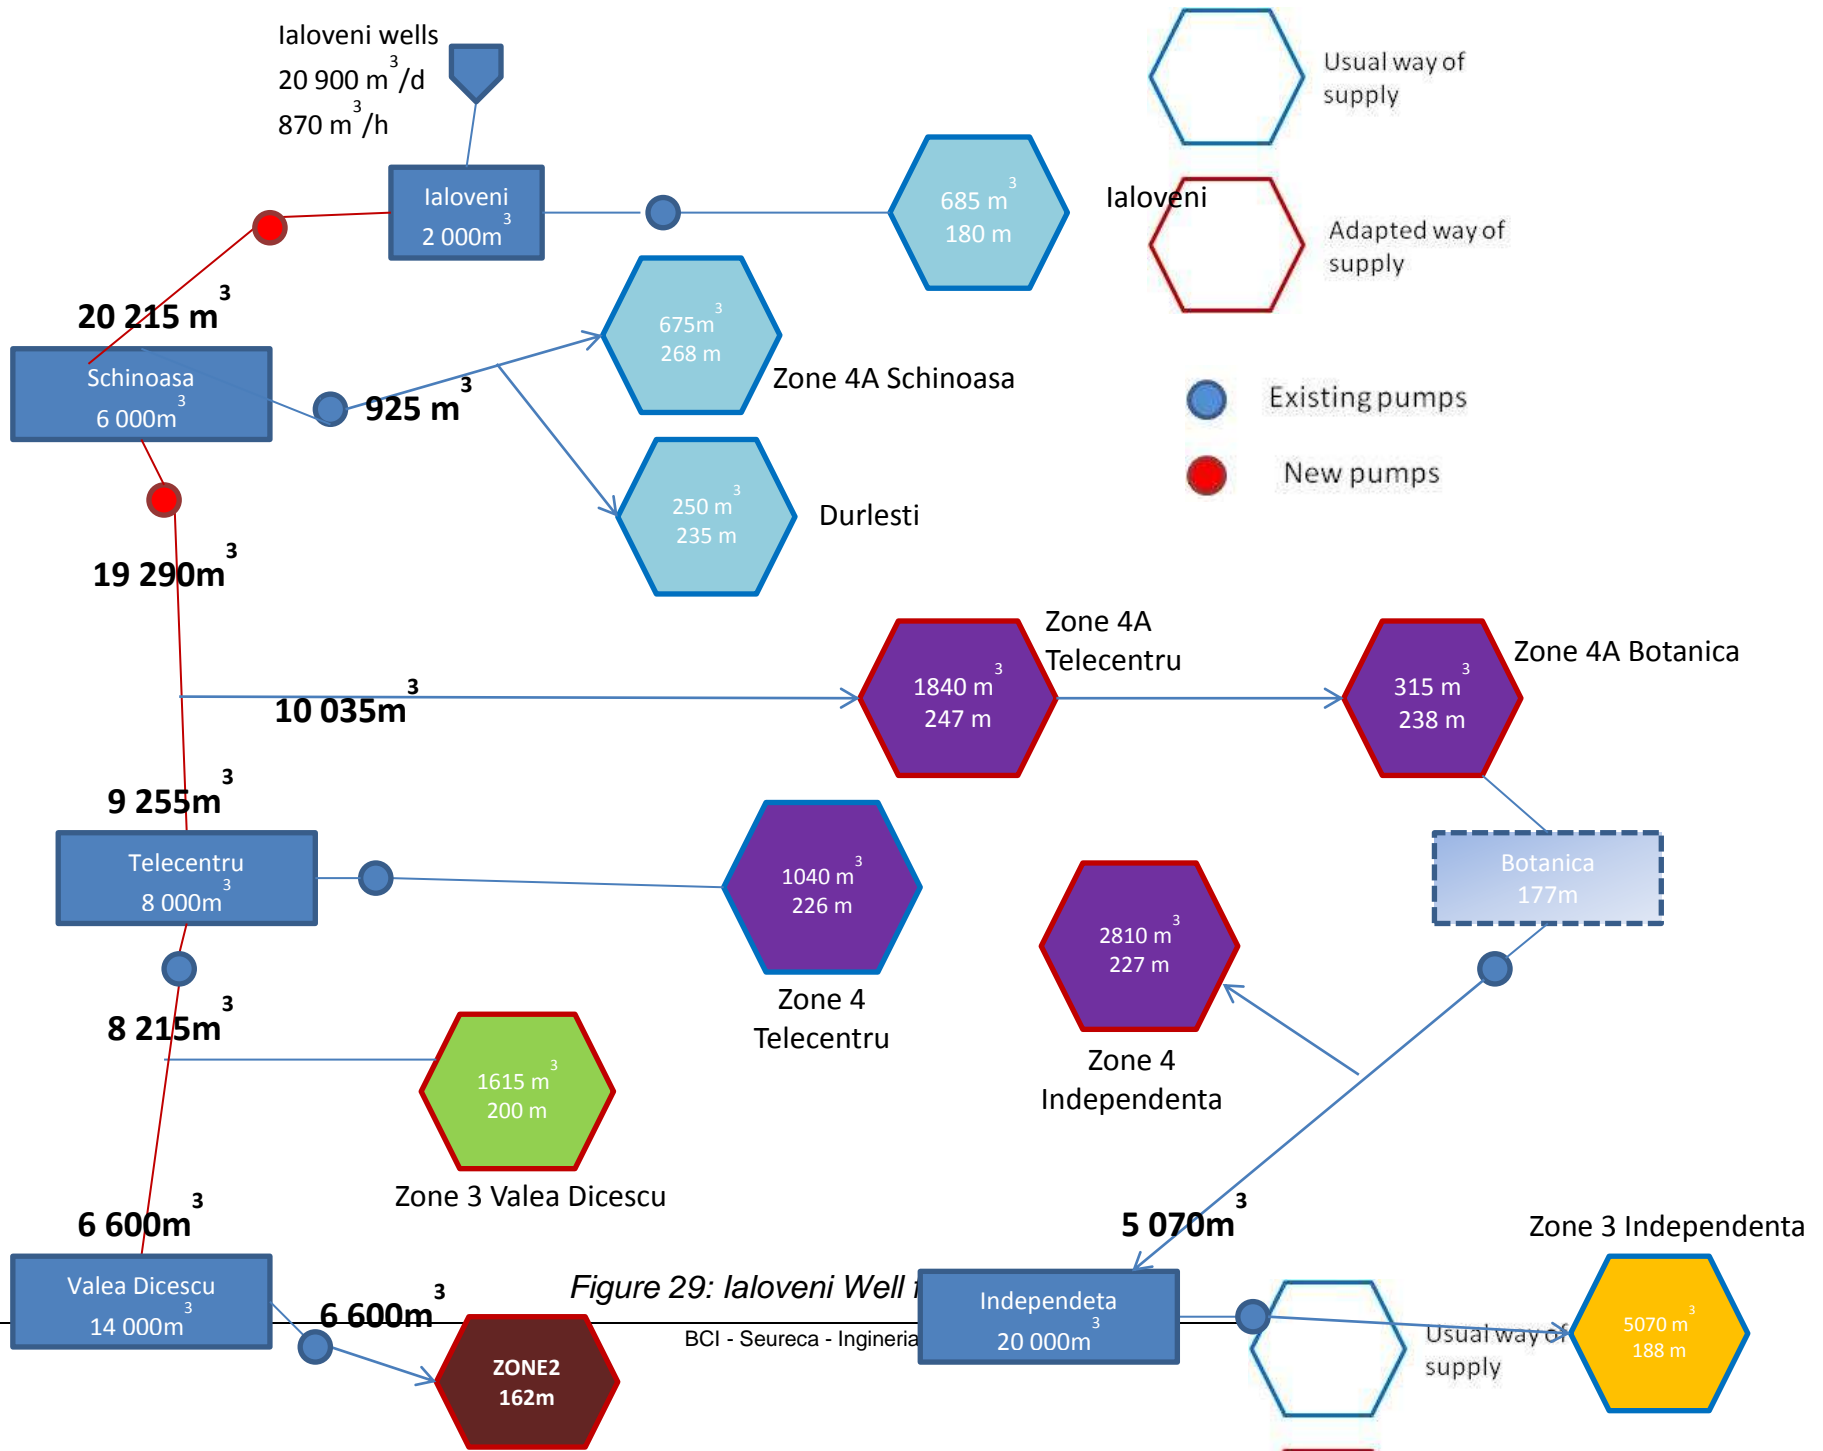 Ialoveni wells
20 900 m³/d
870 m³/h
Usual way of
supply
Ialoveni
2 000m³
685 m³
180 m
Ialoveni
Adapted way of
supply
20 215 m³
675m³
268 m
Zone 4A Schinoasa
Schinoasa
6 000m³
925 m³
Existing pumps
New pumps
250 m³
235 m
Durlesti
19 290m³
Zone 4A
Telecentru
Zone 4A Botanica
10 035m³
1840 m³
247 m
315 m³
238 m
9 255m³
Telecentru
8 000m³
1040 m³
226 m
Zone 4
Telecentru
Botanica
177m
2810 m³
227 m
Zone 4
Independenta
8 215m³
1615 m³
200 m
Zone 3 Valea Dicescu
6 600m³
5 070m³
Zone 3 Independenta
Valea Dicescu
14 000m³
6 600m³
Figure 29: Ialoveni Well
Independeta
20 000m³
5070 m³
188 m
Usual way of
supply
BCI - Seureca - Ingineria
ZONE2
162m